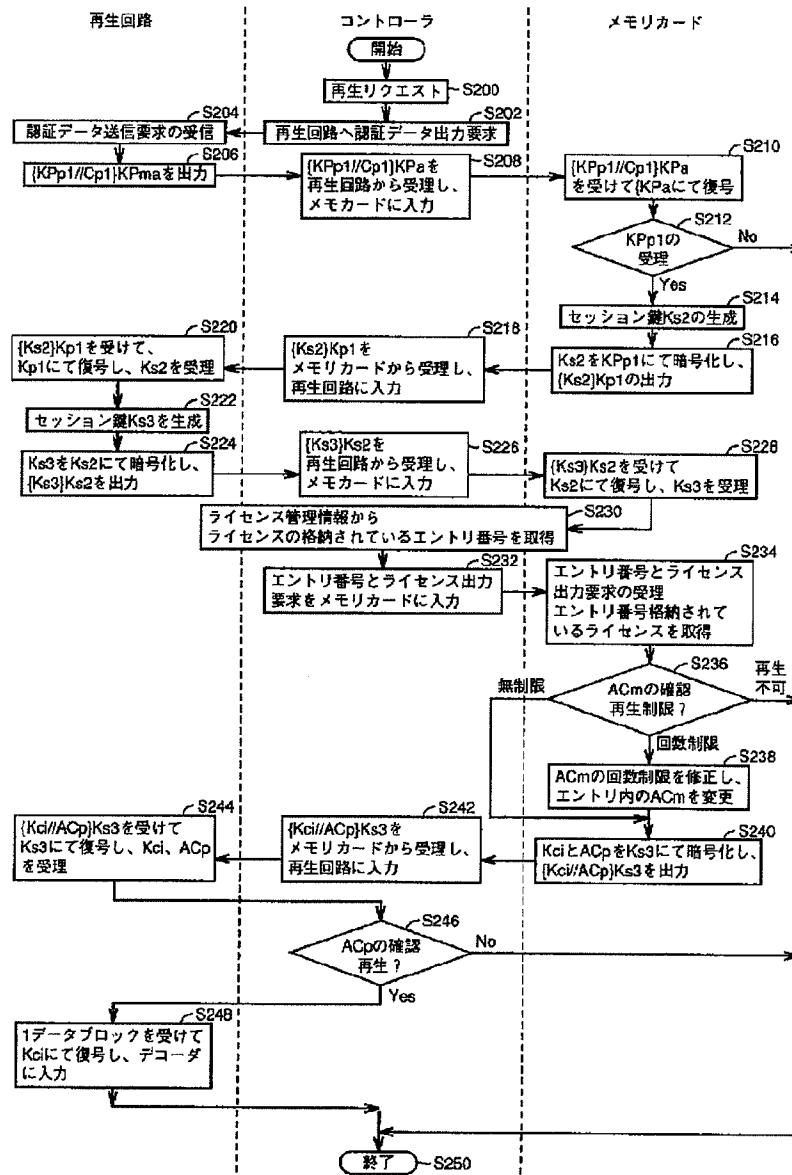 再生回路
コントローラ
メモリカード
開始
再生リクエスト
S200
S202
再生回路へ認証データ出力要求
S204
認証データ送信要求の受信
S206
{KPp1//Cp1}KPmaを出力
S208
{KPp1//Cp1}KPaを
再生回路から受理し、
メモカードに入力
S210
{KPp1//Cp1}KPa
を受けて{KPaにて復号
S212
KPp1の
受理
No
Yes
S214
セッション鍵Ks2の生成
S216
Ks2をKPp1にて暗号化し、
{Ks2}Kp1の出力
S218
{Ks2}Kp1を
メモリカードから受理し、
再生回路に入力
S220
{Ks2}Kp1を受けて、
Kp1にて復号し、Ks2を受理
S222
セッション鍵Ks3を生成
S224
Ks3をKs2にて暗号化し、
{Ks3}Ks2を出力
S226
{Ks3}Ks2を
再生回路から受理し、
メモカードに入力
S228
{Ks3}Ks2を受けて
Ks2にて復号し、Ks3を受理
S230
ライセンス管理情報から
ライセンスの格納されているエントリ番号を取得
S232
エントリ番号とライセンス出力
要求をメモリカードに入力
S234
エントリ番号とライセンス
出力要求の受理
エントリ番号格納されて
いるライセンスを取得
S236
ACmの確認
再生制限？
無制限
再生
不可
回数制限
S238
ACmの回数制限を修正し、
エントリ内のACmを変更
S240
KciとACpをKs3にて暗号化し、
{Kci//ACp}Ks3を出力
S242
{Kci//ACp}Ks3を
メモリカードから受理し、
再生回路に入力
S244
{Kci//ACp}Ks3を受けて
Ks3にて復号し、Kci、ACp
を受理
S246
ACpの確認
再生？
No
Yes
S248
1データブロックを受けて
Kciにて復号し、デコーダ
に入力
終了
S250